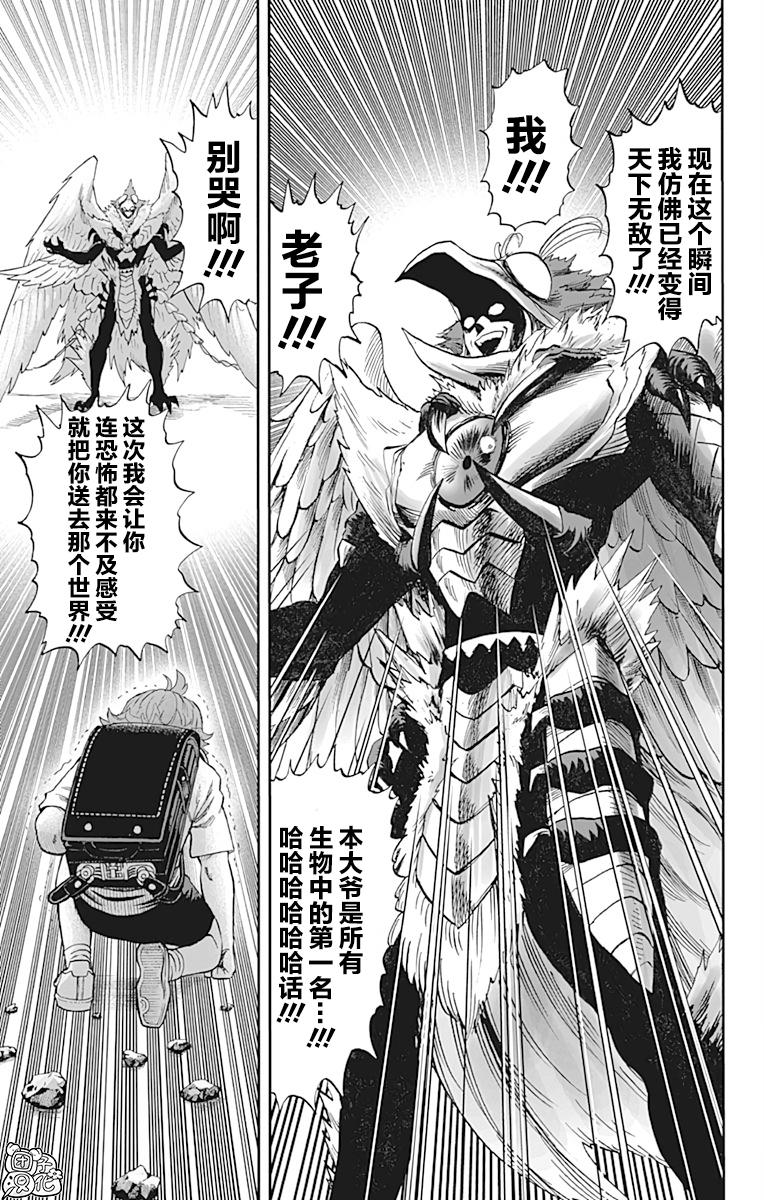 现在这个瞬间
我仿佛已经变得
天下无敌了!!!
我!!!
老子!!!
本大爷是所有
生物中的第一名…!!!
哈哈哈哈哈哈话!!!
别哭啊!!!
这次我会让你
连恐怖都来不及感受
就把你送去那个世界!!!